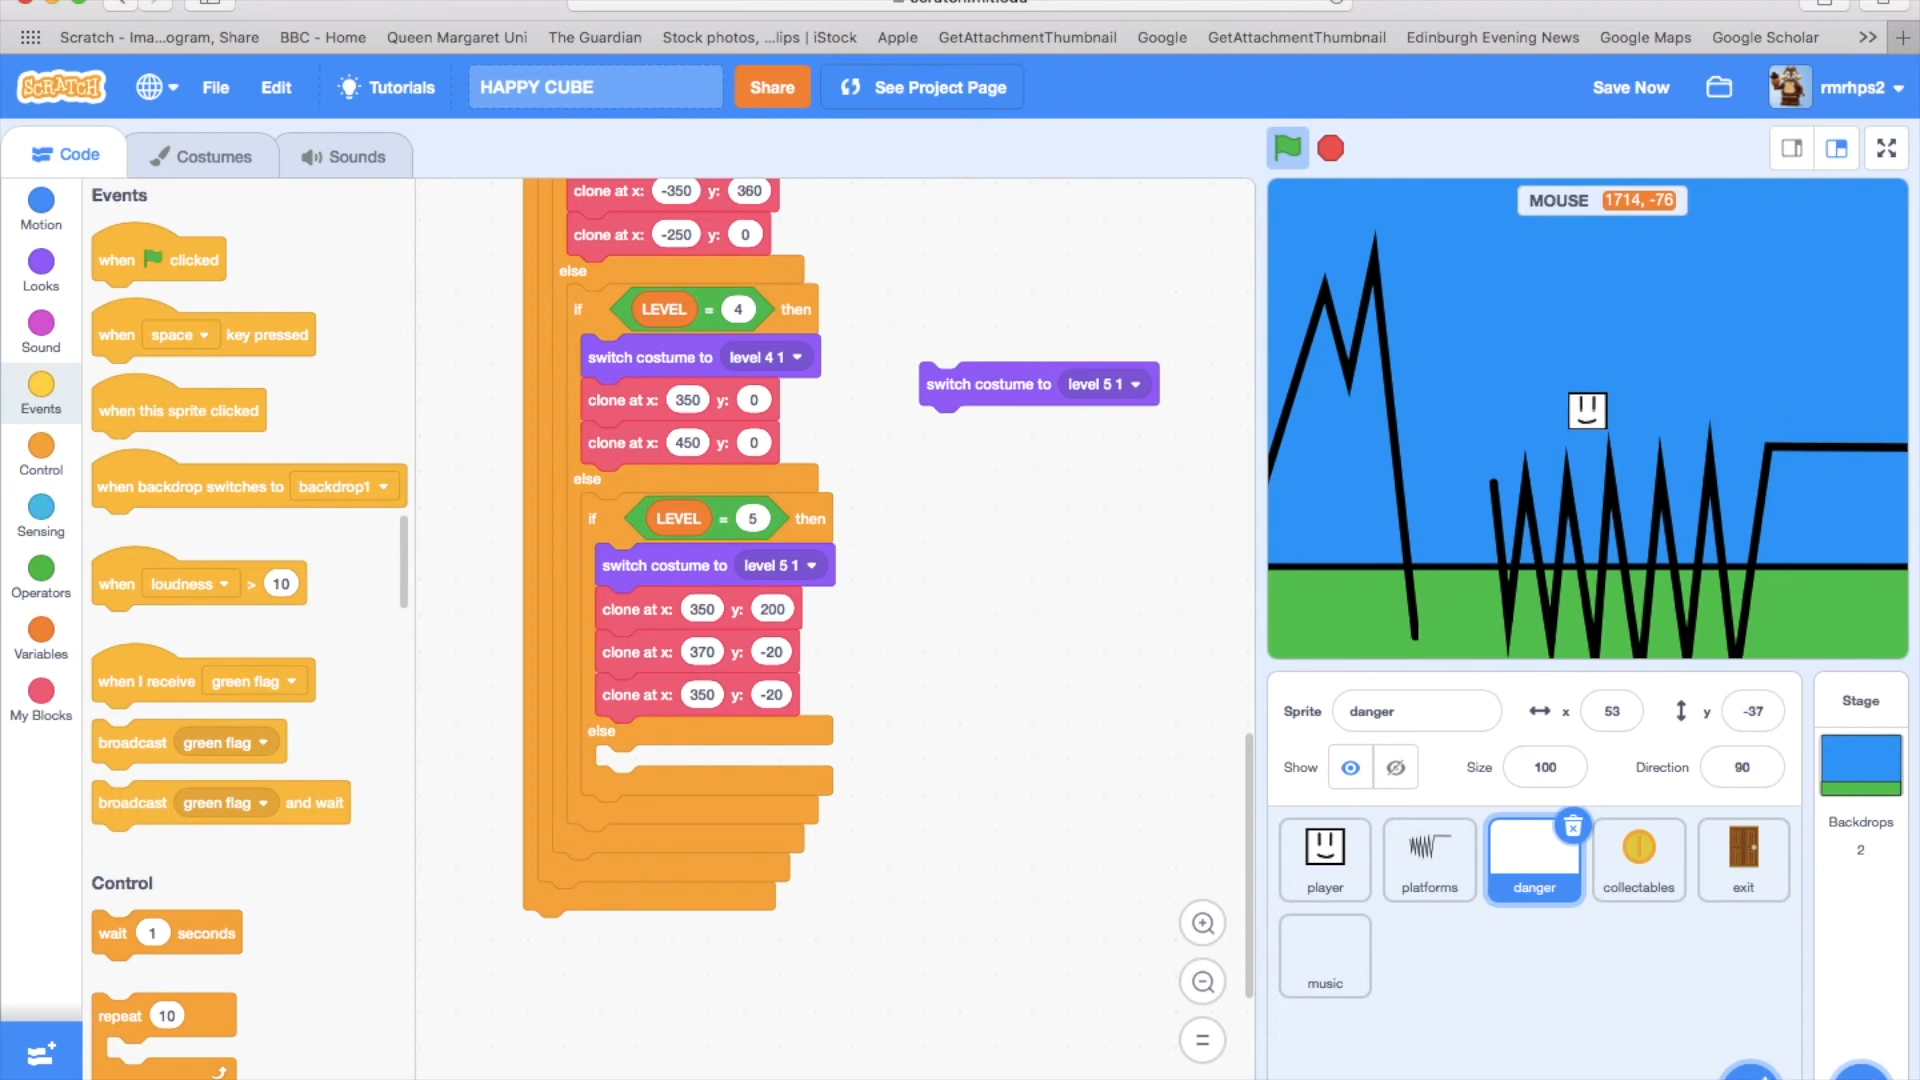 Scratch - Ima...ogram, Share BBC - Home Queen Margaret Uni The Guardian Stock photos, ...lips | iStock Apple GetAttachmentThumbnail Google GetAttachmentThumbnail Edinburgh Evening News Google Maps Google Scholar >>
SCRATCH File Edit Tutorials HAPPY CUBE Share See Project Page Save Now rmrhps2
Code Costumes Sounds
Motion
Looks
Sound
Events
Control
Sensing
Operators
Variables
My Blocks
Events
when clicked
when space key pressed
when this sprite clicked
when backdrop switches to backdrop1
when loudness > 10
when I receive green flag
broadcast green flag
broadcast green flag and wait
Control
wait 1 seconds
repeat 10
clone at x: -350 y: 360
clone at x: -250 y: 0
else
if LEVEL = 4 then
switch costume to level 4 1
clone at x: 350 y: 0
clone at x: 450 y: 0
else
if LEVEL = 5 then
switch costume to level 5 1
clone at x: 350 y: 200
clone at x: 370 y: -20
clone at x: 350 y: -20
else
switch costume to level 5 1
MOUSE 1714, -76
Sprite danger x 53 y -37
Show Size 100 Direction 90
player platforms danger collectables exit
music
Stage
Backdrops
2